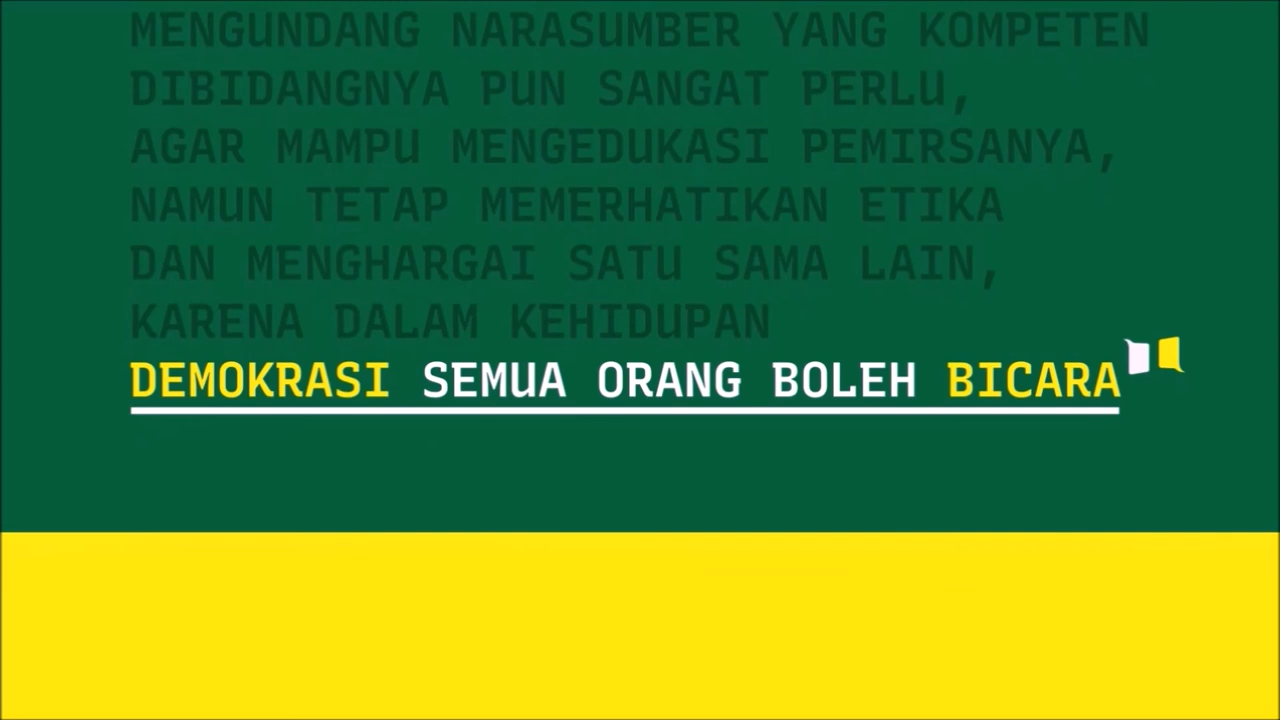 MENGUNDANG NARASUMBER YANG KOMPETEN
DIBIDANGNYA PUN SANGAT PERLU,
AGAR MAMPU MENGEDUKASI PEMIRSANYA,
NAMUN TETAP MEMERHATIKAN ETIKA
DAN MENGHARGAI SATU SAMA LAIN,
KARENA DALAM KEHIDUPAN
DEMOKRASI SEMUA ORANG BOLEH BICARA"